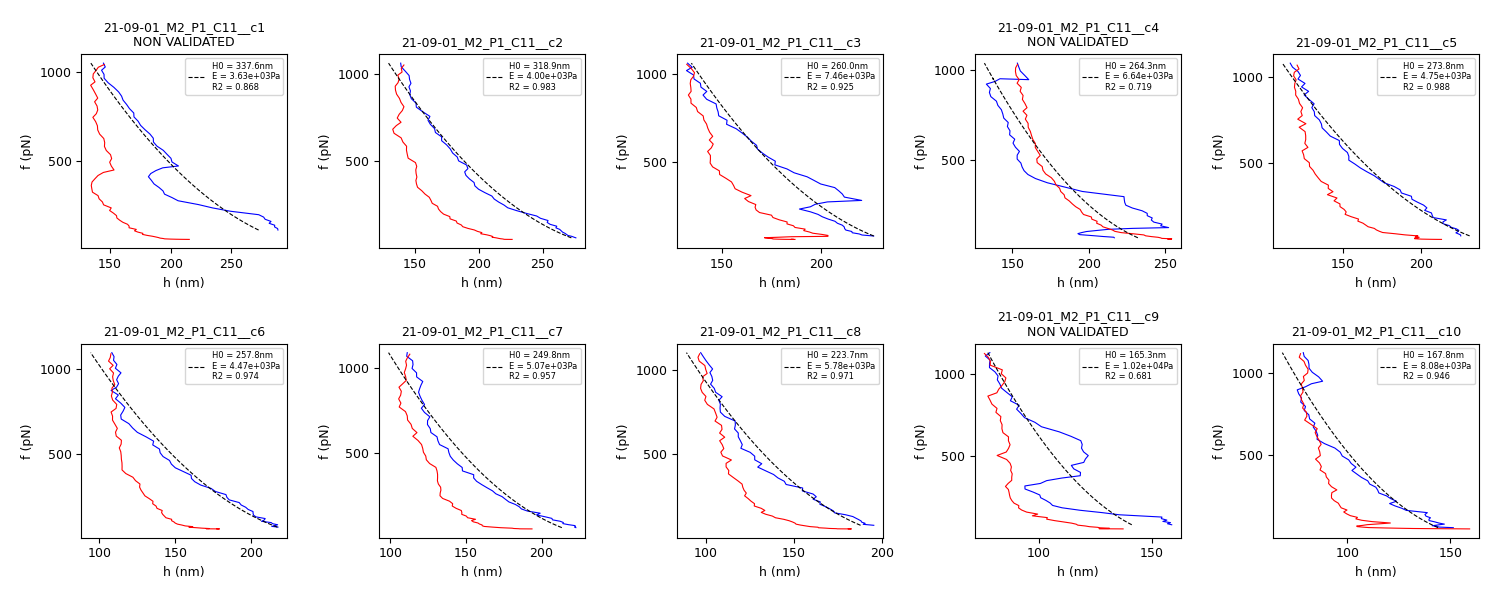 21-09-01_M2_P1_C11__c1
NON VALIDATED
H0 = 337.6nm
E = 3.63e+03Pa
R2 = 0.868
1000
500
f (pN)
150 200 250
h (nm)
21-09-01_M2_P1_C11__c2
H0 = 318.9nm
E = 4.00e+03Pa
R2 = 0.983
1000
500
f (pN)
150 200 250
h (nm)
21-09-01_M2_P1_C11__c3
H0 = 260.0nm
E = 7.46e+03Pa
R2 = 0.925
1000
500
f (pN)
150 200
h (nm)
21-09-01_M2_P1_C11__c4
NON VALIDATED
H0 = 264.3nm
E = 6.64e+03Pa
R2 = 0.719
1000
500
f (pN)
150 200 250
h (nm)
21-09-01_M2_P1_C11__c5
H0 = 273.8nm
E = 4.75e+03Pa
R2 = 0.988
1000
500
f (pN)
150 200
h (nm)
21-09-01_M2_P1_C11__c6
H0 = 257.8nm
E = 4.47e+03Pa
R2 = 0.974
1000
500
f (pN)
100 150 200
h (nm)
21-09-01_M2_P1_C11__c7
H0 = 249.8nm
E = 5.07e+03Pa
R2 = 0.957
1000
500
f (pN)
100 150 200
h (nm)
21-09-01_M2_P1_C11__c8
H0 = 223.7nm
E = 5.78e+03Pa
R2 = 0.971
1000
500
f (pN)
100 150 200
h (nm)
21-09-01_M2_P1_C11__c9
NON VALIDATED
H0 = 165.3nm
E = 1.02e+04Pa
R2 = 0.681
1000
500
f (pN)
100 150
h (nm)
21-09-01_M2_P1_C11__c10
H0 = 167.8nm
E = 8.08e+03Pa
R2 = 0.946
1000
500
f (pN)
100 150
h (nm)